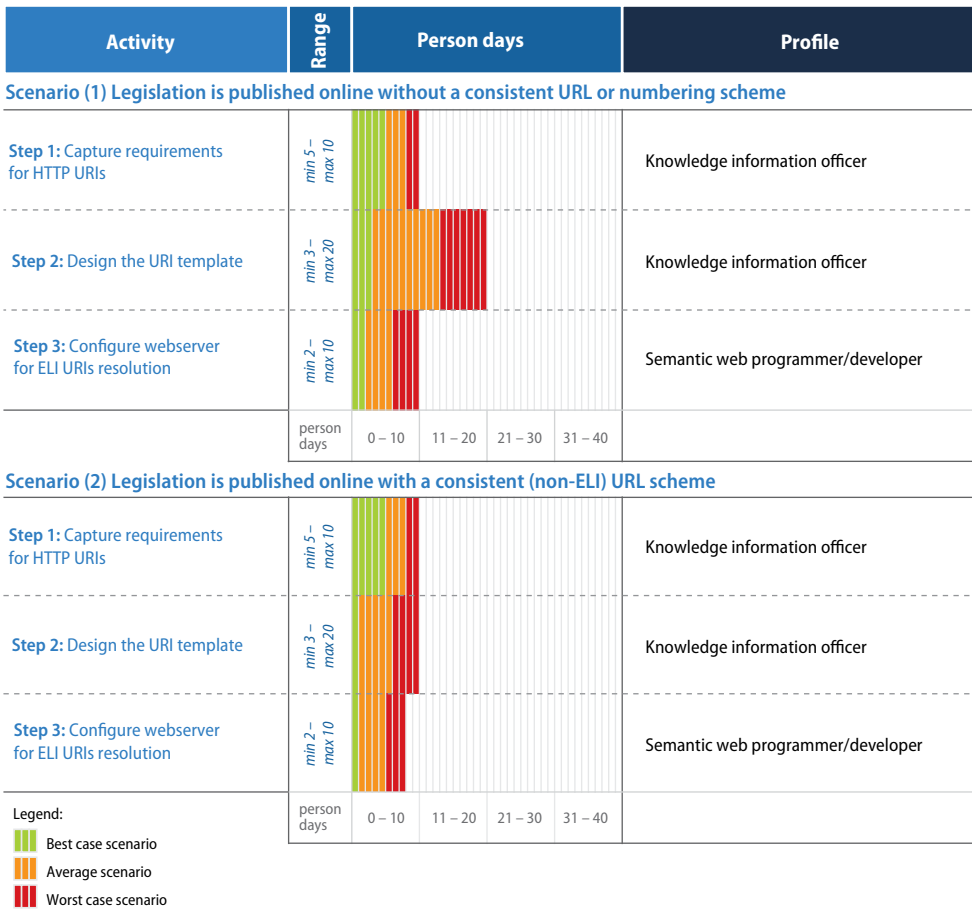 Activity
Range
Person days
Profile
Scenario (1) Legislation is published online without a consistent URL or numbering scheme
Step 1: Capture requirements
for HTTP URIs
min 5 –
max 10
Knowledge information officer
Step 2: Design the URI template
min 3 –
max 20
Knowledge information officer
Step 3: Configure webserver
for ELI URIs resolution
min 2 –
max 10
Semantic web programmer/developer
person
days
0 – 10
11 – 20
21 – 30
31 – 40
Scenario (2) Legislation is published online with a consistent (non-ELI) URL scheme
Step 1: Capture requirements
for HTTP URIs
min 5 –
max 10
Knowledge information officer
Step 2: Design the URI template
min 3 –
max 20
Knowledge information officer
Step 3: Configure webserver
for ELI URIs resolution
min 2 –
max 10
Semantic web programmer/developer
person
days
0 – 10
11 – 20
21 – 30
31 – 40
Legend:
Best case scenario
Average scenario
Worst case scenario